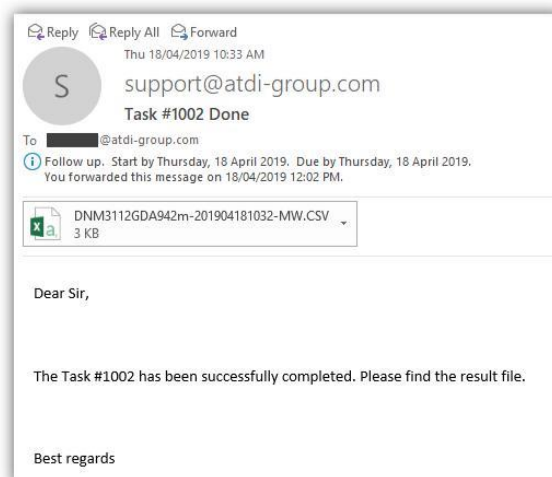 Reply Reply All Forward
Thu 18/04/2019 10:33 AM
S
support@atdi-group.com
Task #1002 Done
To @atdi-group.com
Follow up. Start by Thursday, 18 April 2019. Due by Thursday, 18 April 2019.
You forwarded this message on 18/04/2019 12:02 PM.
DNM3112GDA942m-201904181032-MW.CSV
3 KB
Dear Sir,
The Task #1002 has been successfully completed. Please find the result file.
Best regards